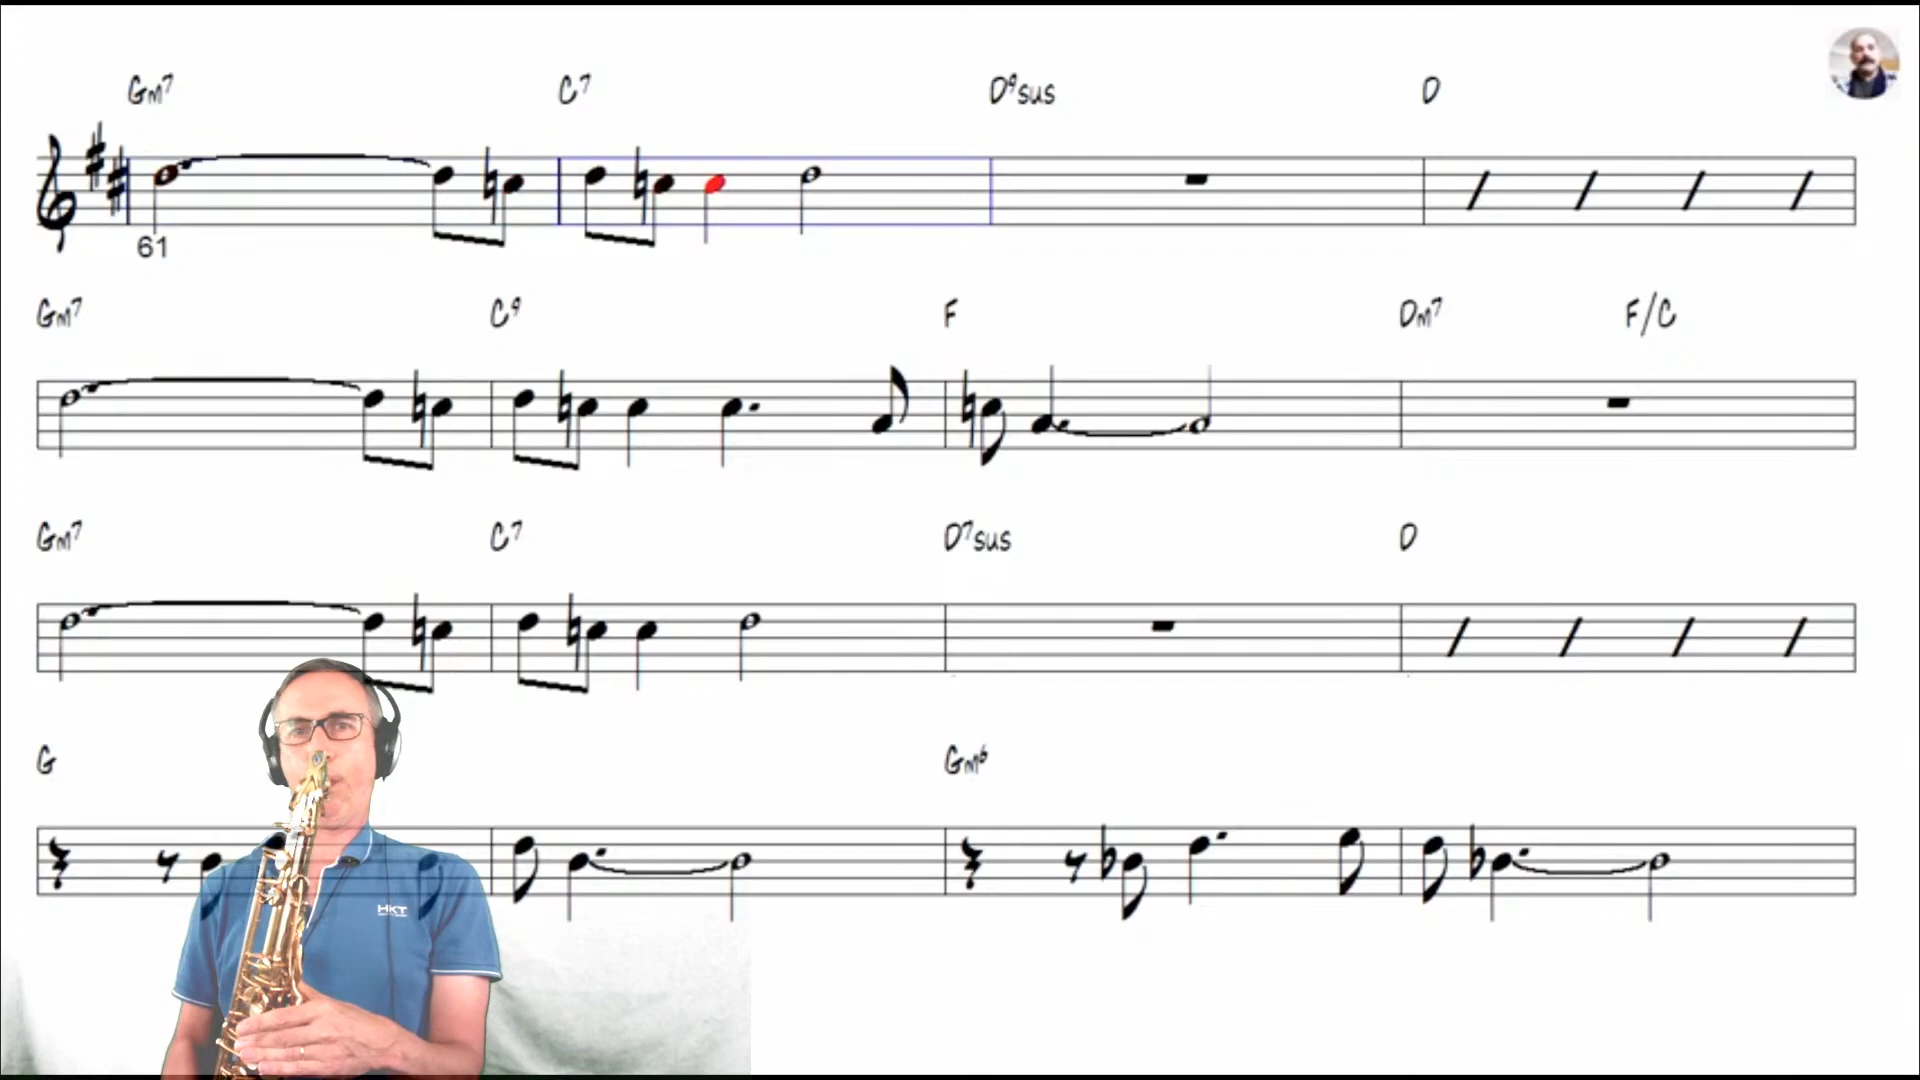 Gm7 C7 D9sus D
61
Gm7 C9 F Dm7 F/C
Gm7 C7 D7sus D
G Gm6
HKT